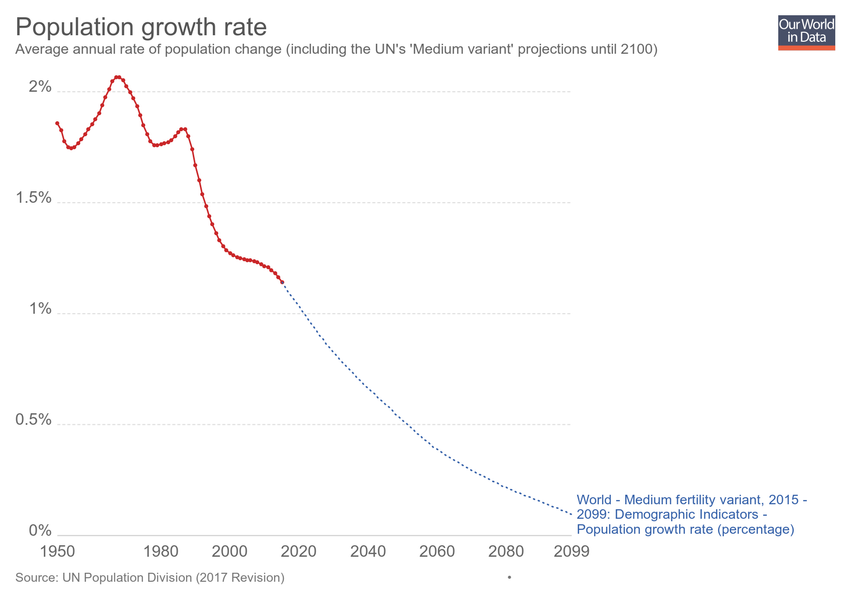 Population growth rate
Our World
in Data
Average annual rate of population change (including the UN's 'Medium variant' projections until 2100)
2%
1.5%
1%
0.5%
0%
World - Medium fertility variant, 2015 -
2099: Demographic Indicators -
Population growth rate (percentage)
1950 1980 2000 2020 2040 2060 2080 2099
Source: UN Population Division (2017 Revision)